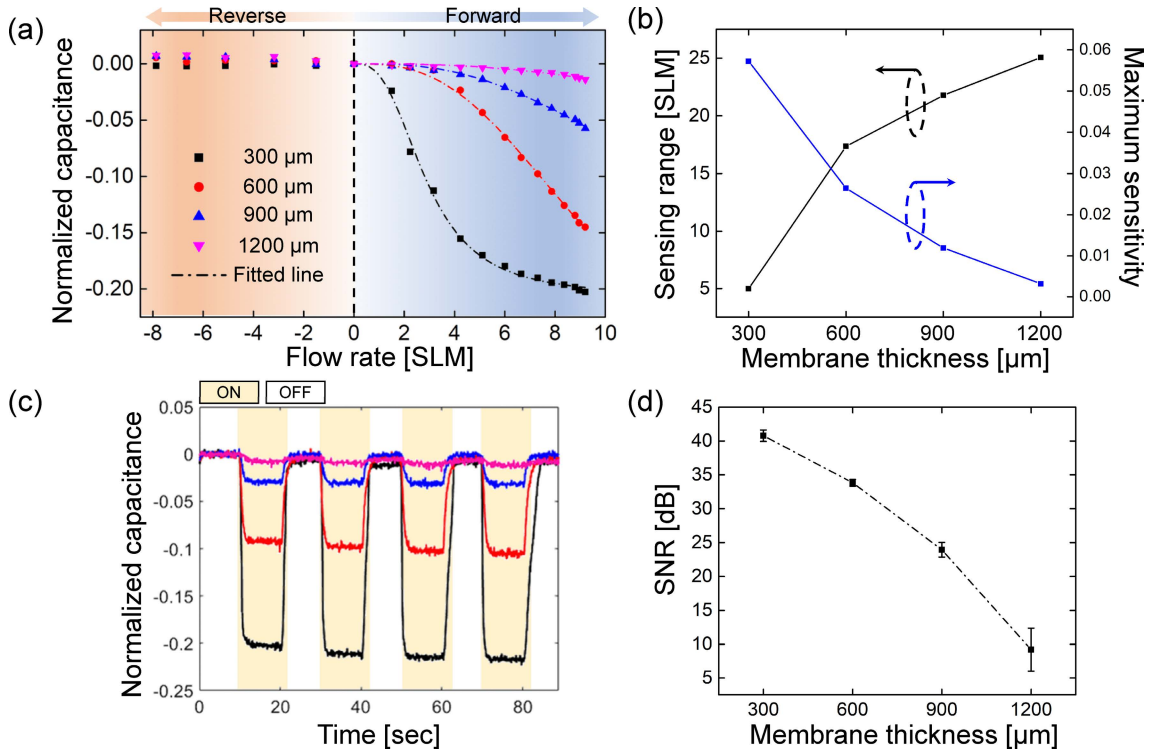 Reverse Forward
(a)
Normalized capacitance
0.00
-0.05
-0.10
-0.15
-0.20
300 µm
600 µm
900 µm
1200 µm
Fitted line
-8 -6 -4 -2 0 2 4 6 8 10
Flow rate [SLM]
(b)
Sensing range [SLM]
25
20
15
10
5
0.06
0.05
0.04
0.03
0.02
0.01
0.00
Maximum sensitivity
300 600 900 1200
Membrane thickness [µm]
(c)
ON OFF
Normalized capacitance
0.05
0
-0.05
-0.1
-0.15
-0.2
-0.25
0 20 40 60 80
Time [sec]
(d)
SNR [dB]
45
40
35
30
25
20
15
10
5
300 600 900 1200
Membrane thickness [µm]